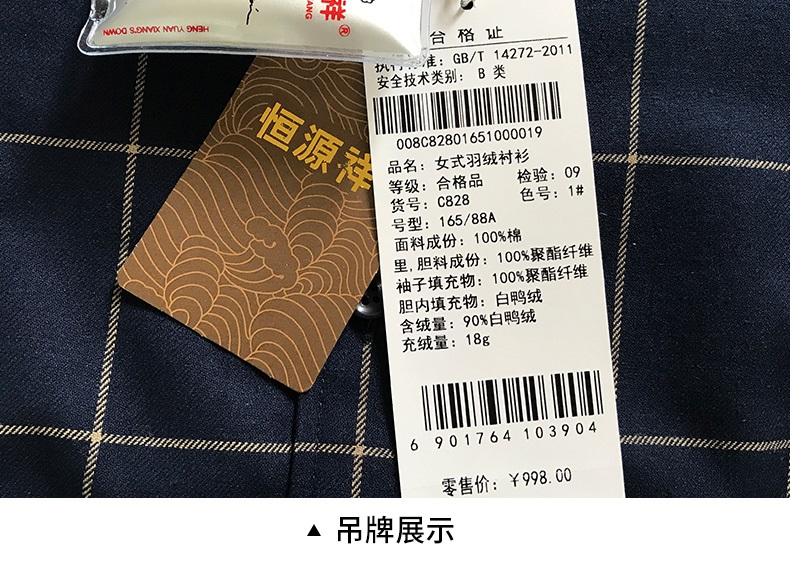 祥®
XIANG
HENG YUAN XIANG'S DOWN
恒源祥
合格证
执行标准：GB/T 14272-2011
安全技术类别：B 类
008C82801651000019
品名：女式羽绒衬衫
等级：合格品 检验：09
货号：C828 色号：1#
号型：165/88A
面料成份：100%棉
里,胆料成份：100%聚酯纤维
袖子填充物：100%聚酯纤维
胆内填充物：白鸭绒
含绒量：90%白鸭绒
充绒量：18g
6 901764 103904
零售价：¥998.00
▲ 吊牌展示